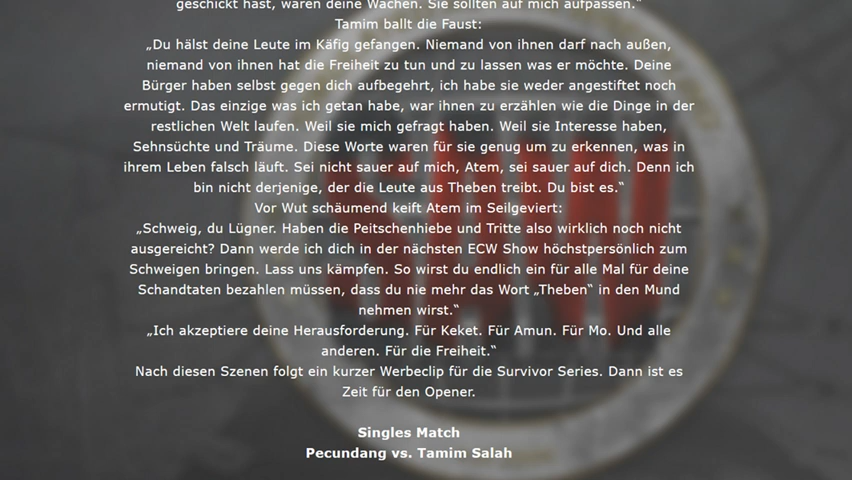 geschickt hast, waren deine Wachen. Sie sollten auf mich aufpassen."
Tamim ballt die Faust:
„Du hälst deine Leute im Käfig gefangen. Niemand von ihnen darf nach außen,
niemand von ihnen hat die Freiheit zu tun und zu lassen was er möchte. Deine
Bürger haben selbst gegen dich aufbegehrt, ich habe sie weder angestiftet noch
ermutigt. Das einzige was ich getan habe, war ihnen zu erzählen wie die Dinge in der
restlichen Welt laufen. Weil sie mich gefragt haben. Weil sie Interesse haben,
Sehnsüchte und Träume. Diese Worte waren für sie genug um zu erkennen, was in
ihrem Leben falsch läuft. Sei nicht sauer auf mich, Atem, sei sauer auf dich. Denn ich
bin nicht derjenige, der die Leute aus Theben treibt. Du bist es.“
Vor Wut schäumend keift Atem im Seilgeviert:
„Schweig, du Lügner. Haben die Peitschenhiebe und Tritte also wirklich noch nicht
ausgereicht? Dann werde ich dich in der nächsten ECW Show höchstpersönlich zum
Schweigen bringen. Lass uns kämpfen. So wirst du endlich ein für alle Mal für deine
Schandtaten bezahlen müssen, dass du nie mehr das Wort „Theben“ in den Mund
nehmen wirst.“
„Ich akzeptiere deine Herausforderung. Für Keket. Für Amun. Für Mo. Und alle
anderen. Für die Freiheit.“
Nach diesen Szenen folgt ein kurzer Werbeclip für die Survivor Series. Dann ist es
Zeit für den Opener.
Singles Match
Pecundang vs. Tamim Salah